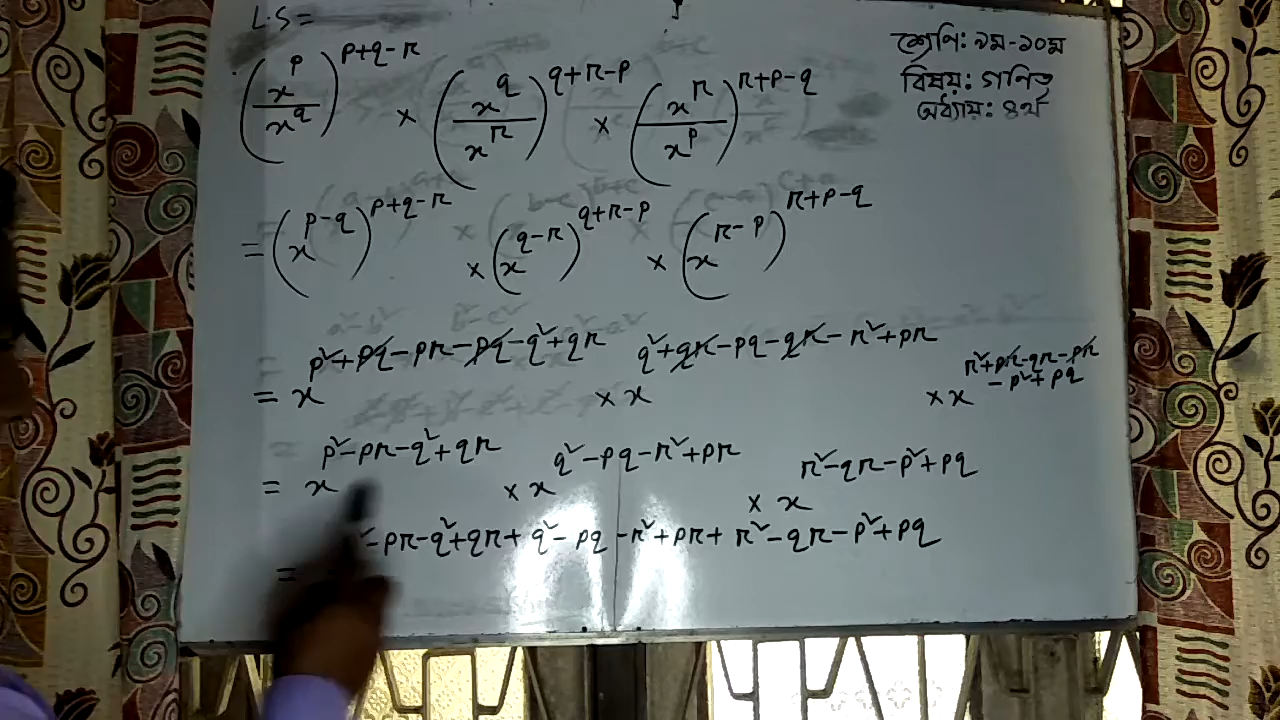 L.S =
(x^p/x^q)^(p+q-r) × (x^q/x^r)^(q+r-p) × (x^r/x^p)^(r+p-q)
শ্রেণি: ৯ম-১০ম
বিষয়: গণিত
অধ্যায়: ৪র্থ
= (x^(p-q))^(p+q-r) × (x^(q-r))^(q+r-p) × (x^(r-p))^(r+p-q)
= x^(p²+pq-pr-pq-q²+qr) × x^(q²+qr-pq-qr-r²+pr) × x^(r²+pr-qr-pr-p²+pq)
= x^(p²-pr-q²+qr) × x^(q²-pq-r²+pr) × x^(r²-qr-p²+pq)
= ²-pr-q²+qr+q²-pq-r²+pr+r²-qr-p²+pq